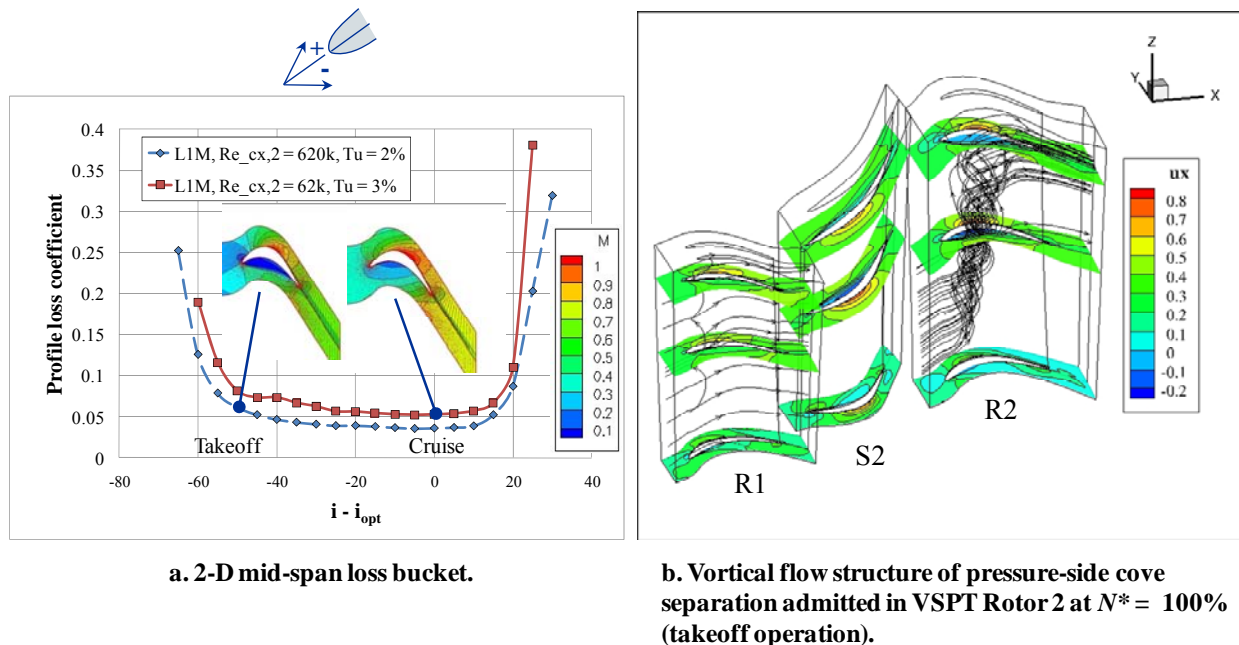 +
-
Profile loss coefficient
0.4
0.35
0.3
0.25
0.2
0.15
0.1
0.05
0
L1M, Re_cx,2 = 620k, Tu = 2%
L1M, Re_cx,2 = 62k, Tu = 3%
M
1
0.9
0.8
0.7
0.6
0.5
0.4
0.3
0.2
0.1
Takeoff
Cruise
-80 -60 -40 -20 0 20 40
i - iopt
a. 2-D mid-span loss bucket.
Z
Y
X
ux
0.8
0.7
0.6
0.5
0.4
0.3
0.2
0.1
0
-0.1
-0.2
R1
S2
R2
b. Vortical flow structure of pressure-side cove
separation admitted in VSPT Rotor 2 at N* = 100%
(takeoff operation).